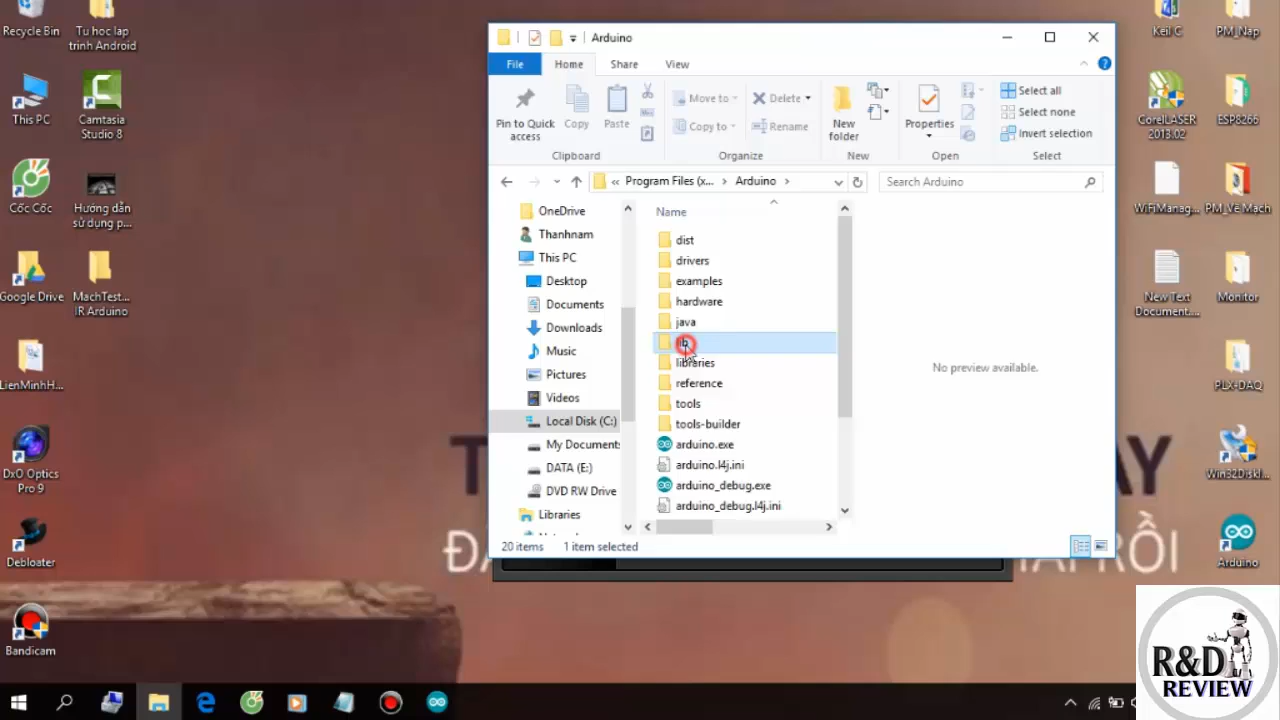 Recycle Bin
Tu hoc lap
trinh Android
This PC
Camtasia
Studio 8
Cốc Cốc
Hướng dẫn
sử dụng p...
Google Drive
MachTest...
IR Arduino
LienMinhH...
DxO Optics
Pro 9
Debloater
Bandicam
Arduino
File
Home
Share
View
Pin to Quick
access
Copy
Paste
Clipboard
Move to
Copy to
Delete
Rename
Organize
New
folder
New
Properties
Open
Select all
Select none
Invert selection
Select
« Program Files (x... > Arduino >
Search Arduino
OneDrive
Thanhnam
This PC
Desktop
Documents
Downloads
Music
Pictures
Videos
Local Disk (C:)
My Documents
DATA (E:)
DVD RW Drive
Libraries
Name
dist
drivers
examples
hardware
java
lib
libraries
reference
tools
tools-builder
arduino.exe
arduino.l4j.ini
arduino_debug.exe
arduino_debug.l4j.ini
No preview available.
20 items
1 item selected
Keil C
PM_Nap
CorelLASER
2013.02
ESP8266
WiFiManag...
PM_Vẽ Mach
New Text
Document....
Monitor
PLX-DAQ
Win32DiskI...
Arduino
R&D
REVIEW